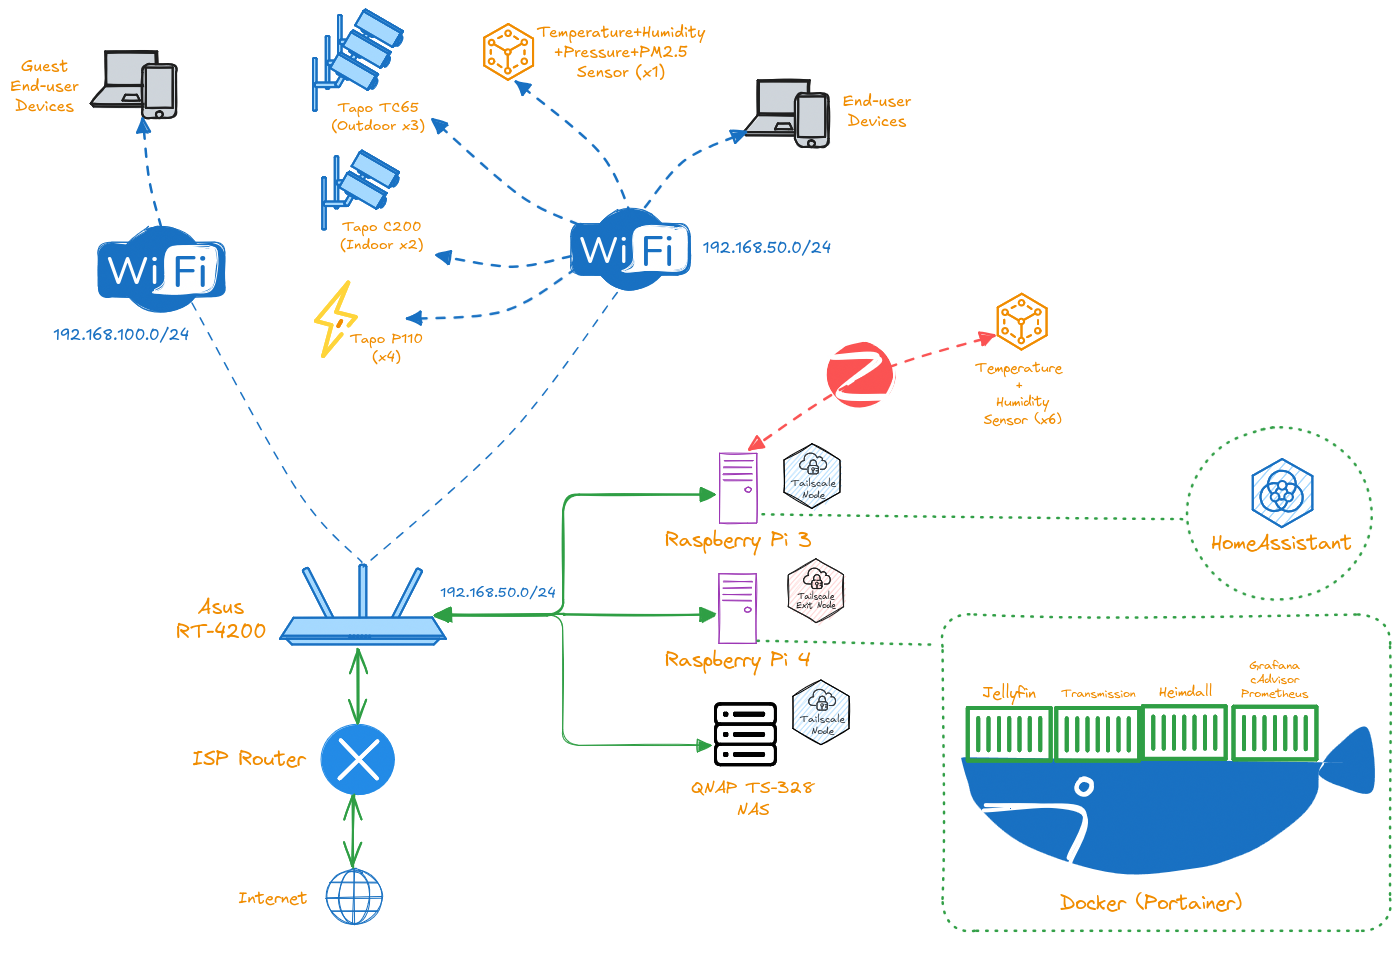 Guest
End-user
Devices
Tapo TC65
(Outdoor x3)
Temperature+Humidity
+Pressure+PM2.5
Sensor (x1)
End-user
Devices
Tapo C200
(Indoor x2)
Wi Fi
192.168.50.0/24
Wi Fi
192.168.100.0/24
Tapo P110
(x4)
Z
Temperature
+
Humidity
Sensor (x6)
Tailscale
Node
Raspberry Pi 3
HomeAssistant
Asus
RT-4200
192.168.50.0/24
Tailscale
Exit Node
Raspberry Pi 4
Tailscale
Node
QNAP TS-328
NAS
ISP Router
Internet
Jellyfin
Transmission
Heimdall
Grafana
cAdvisor
Prometheus
Docker (Portainer)